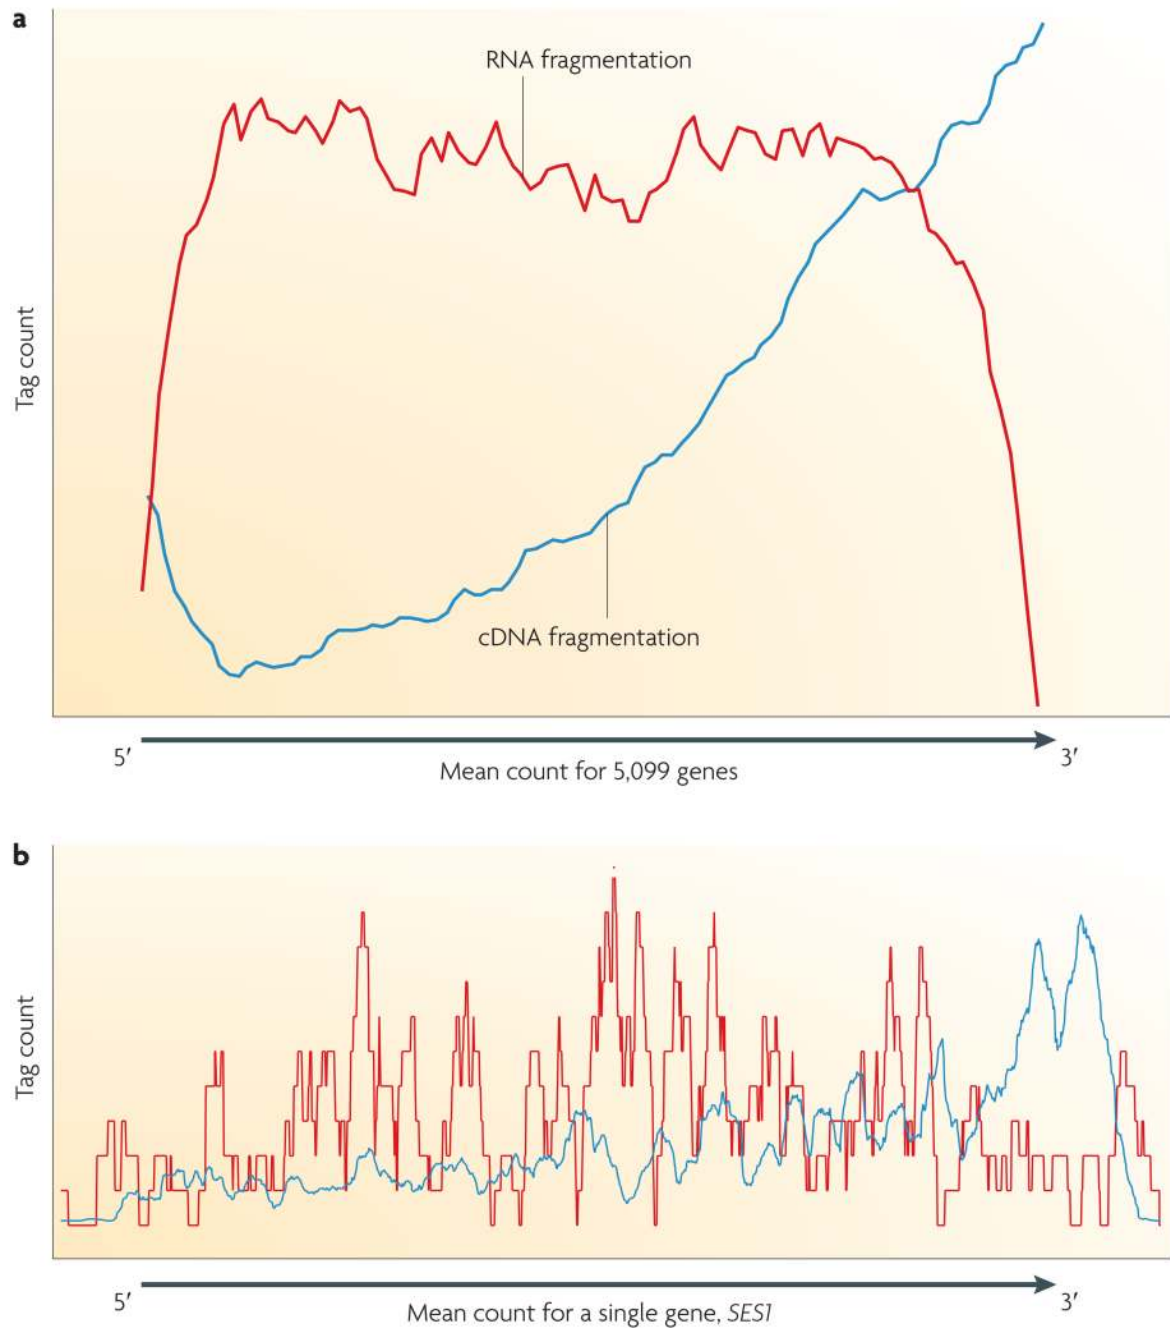 a
RNA fragmentation
Tag count
cDNA fragmentation
5′
3′
Mean count for 5,099 genes
b
Tag count
5′
3′
Mean count for a single gene, SES1